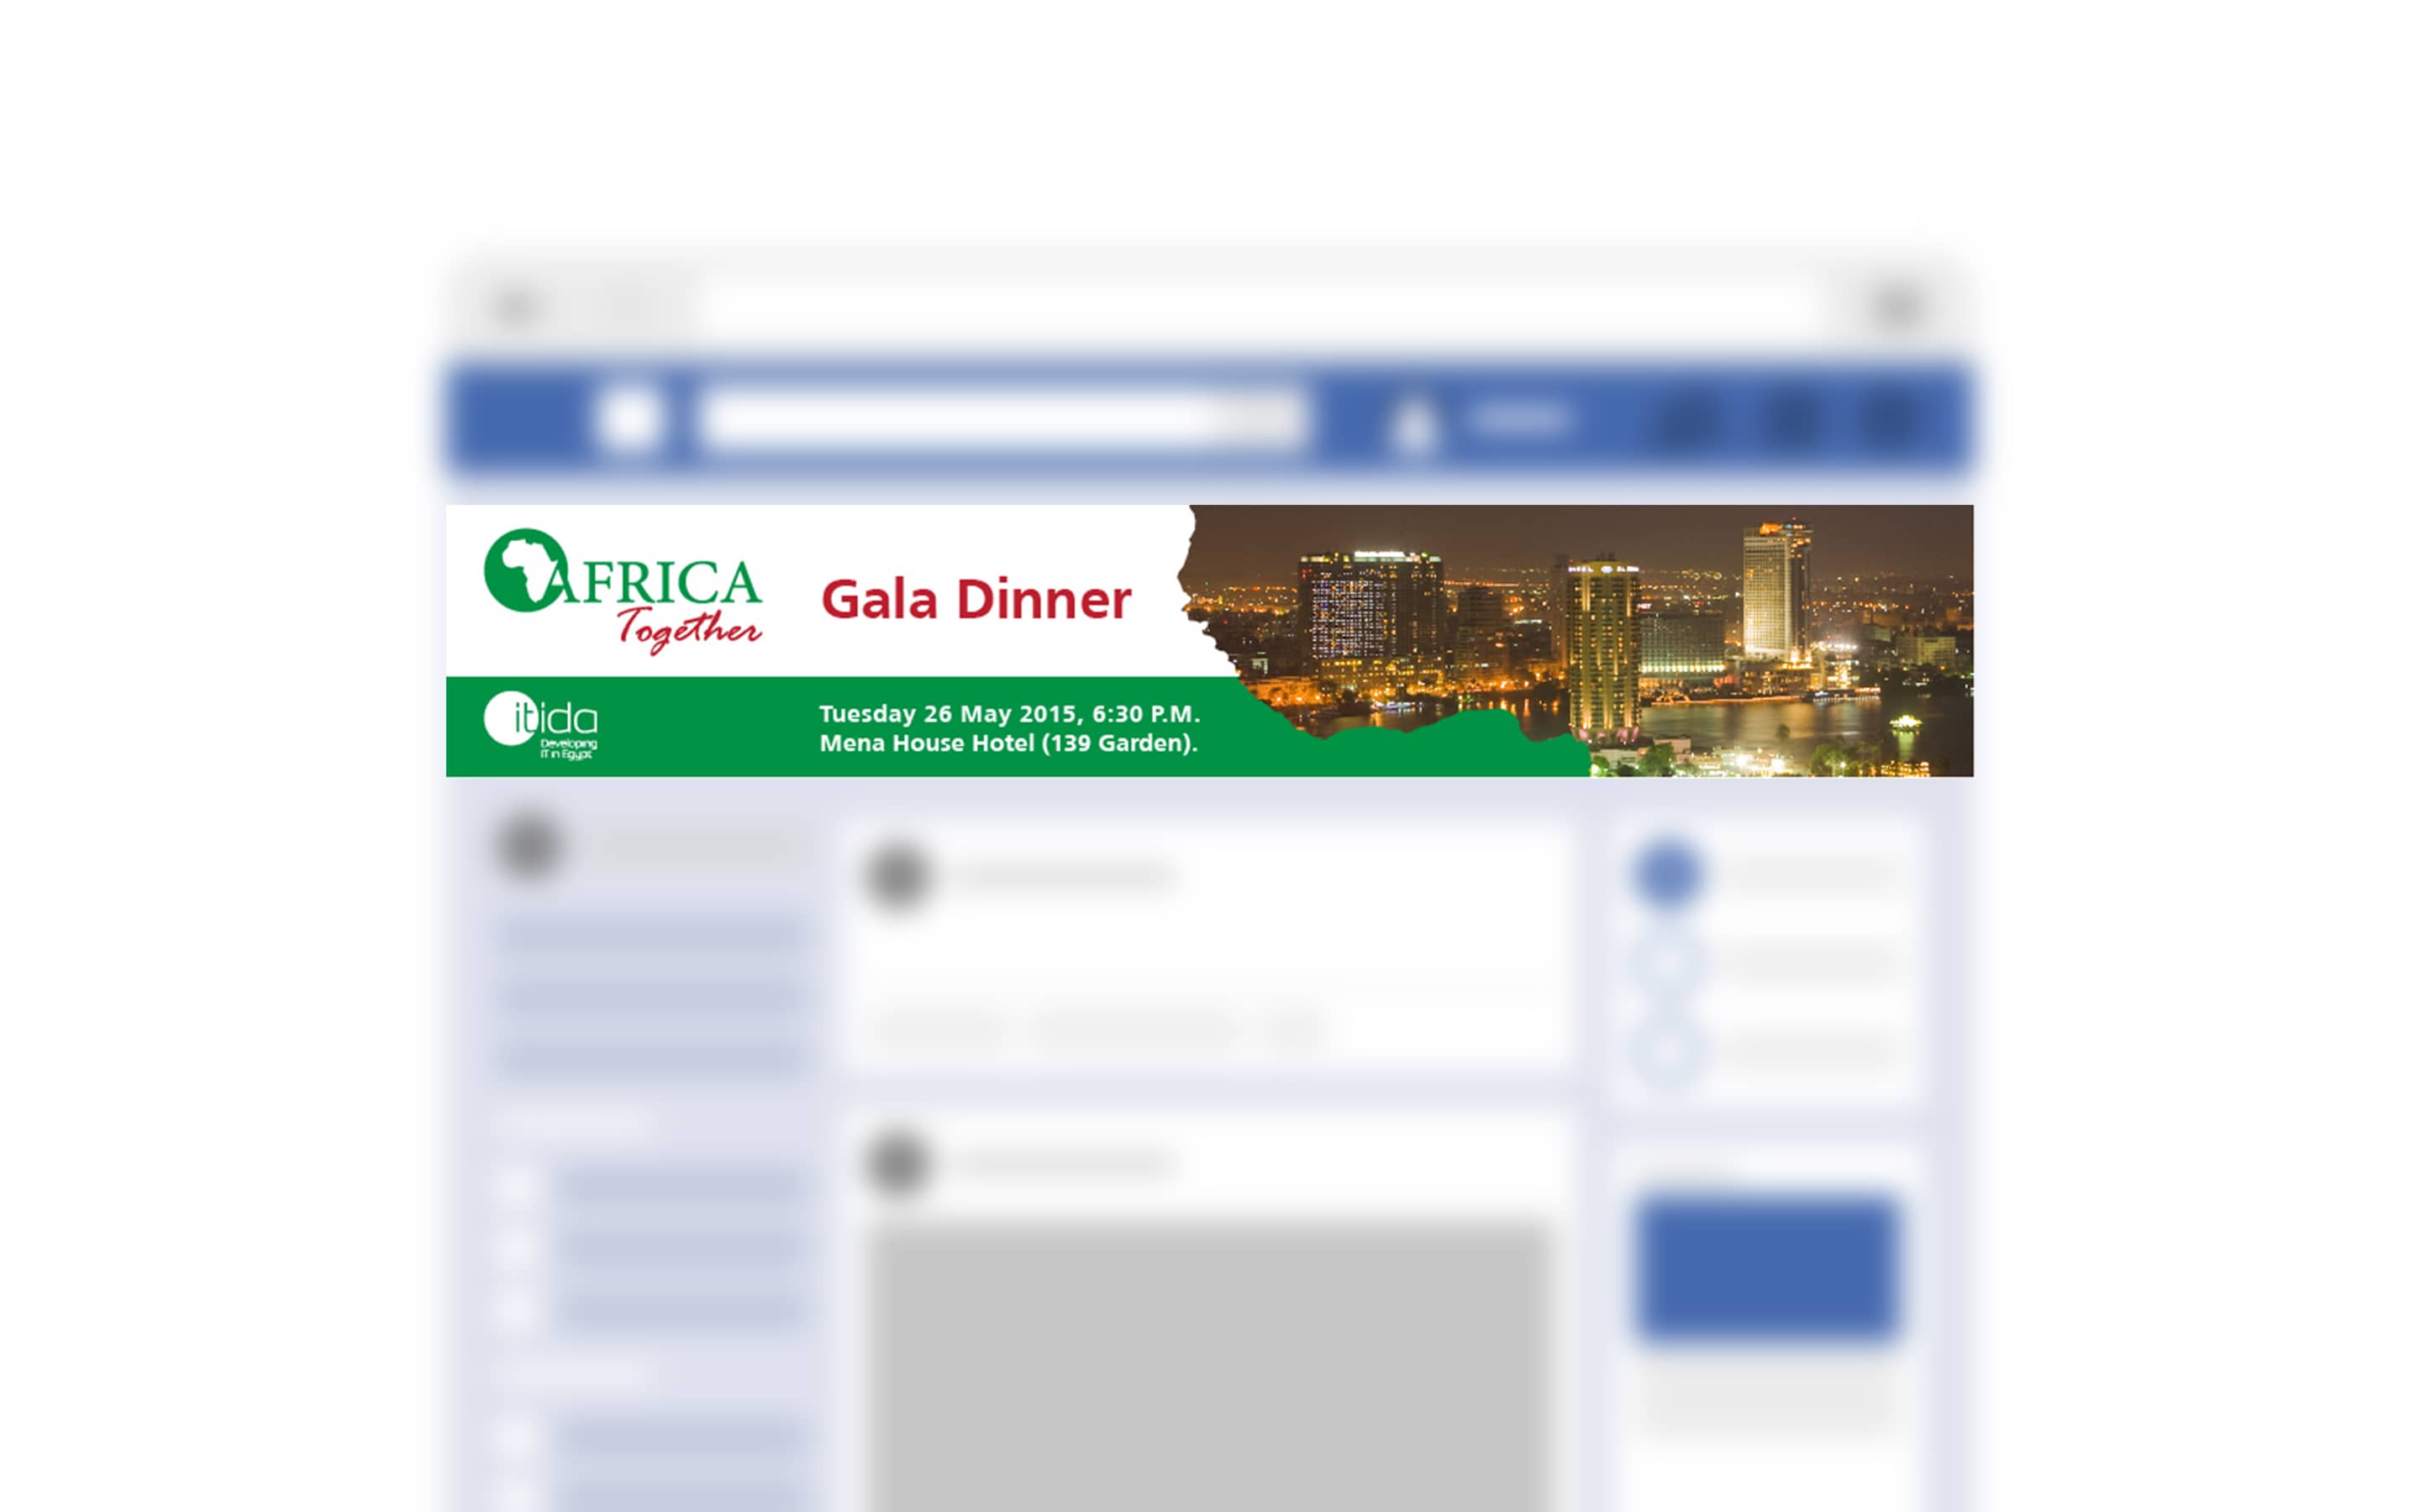 AFRICA
Together
Gala Dinner
itida
Developing
IT in Egypt
Tuesday 26 May 2015, 6:30 P.M.
Mena House Hotel (139 Garden).